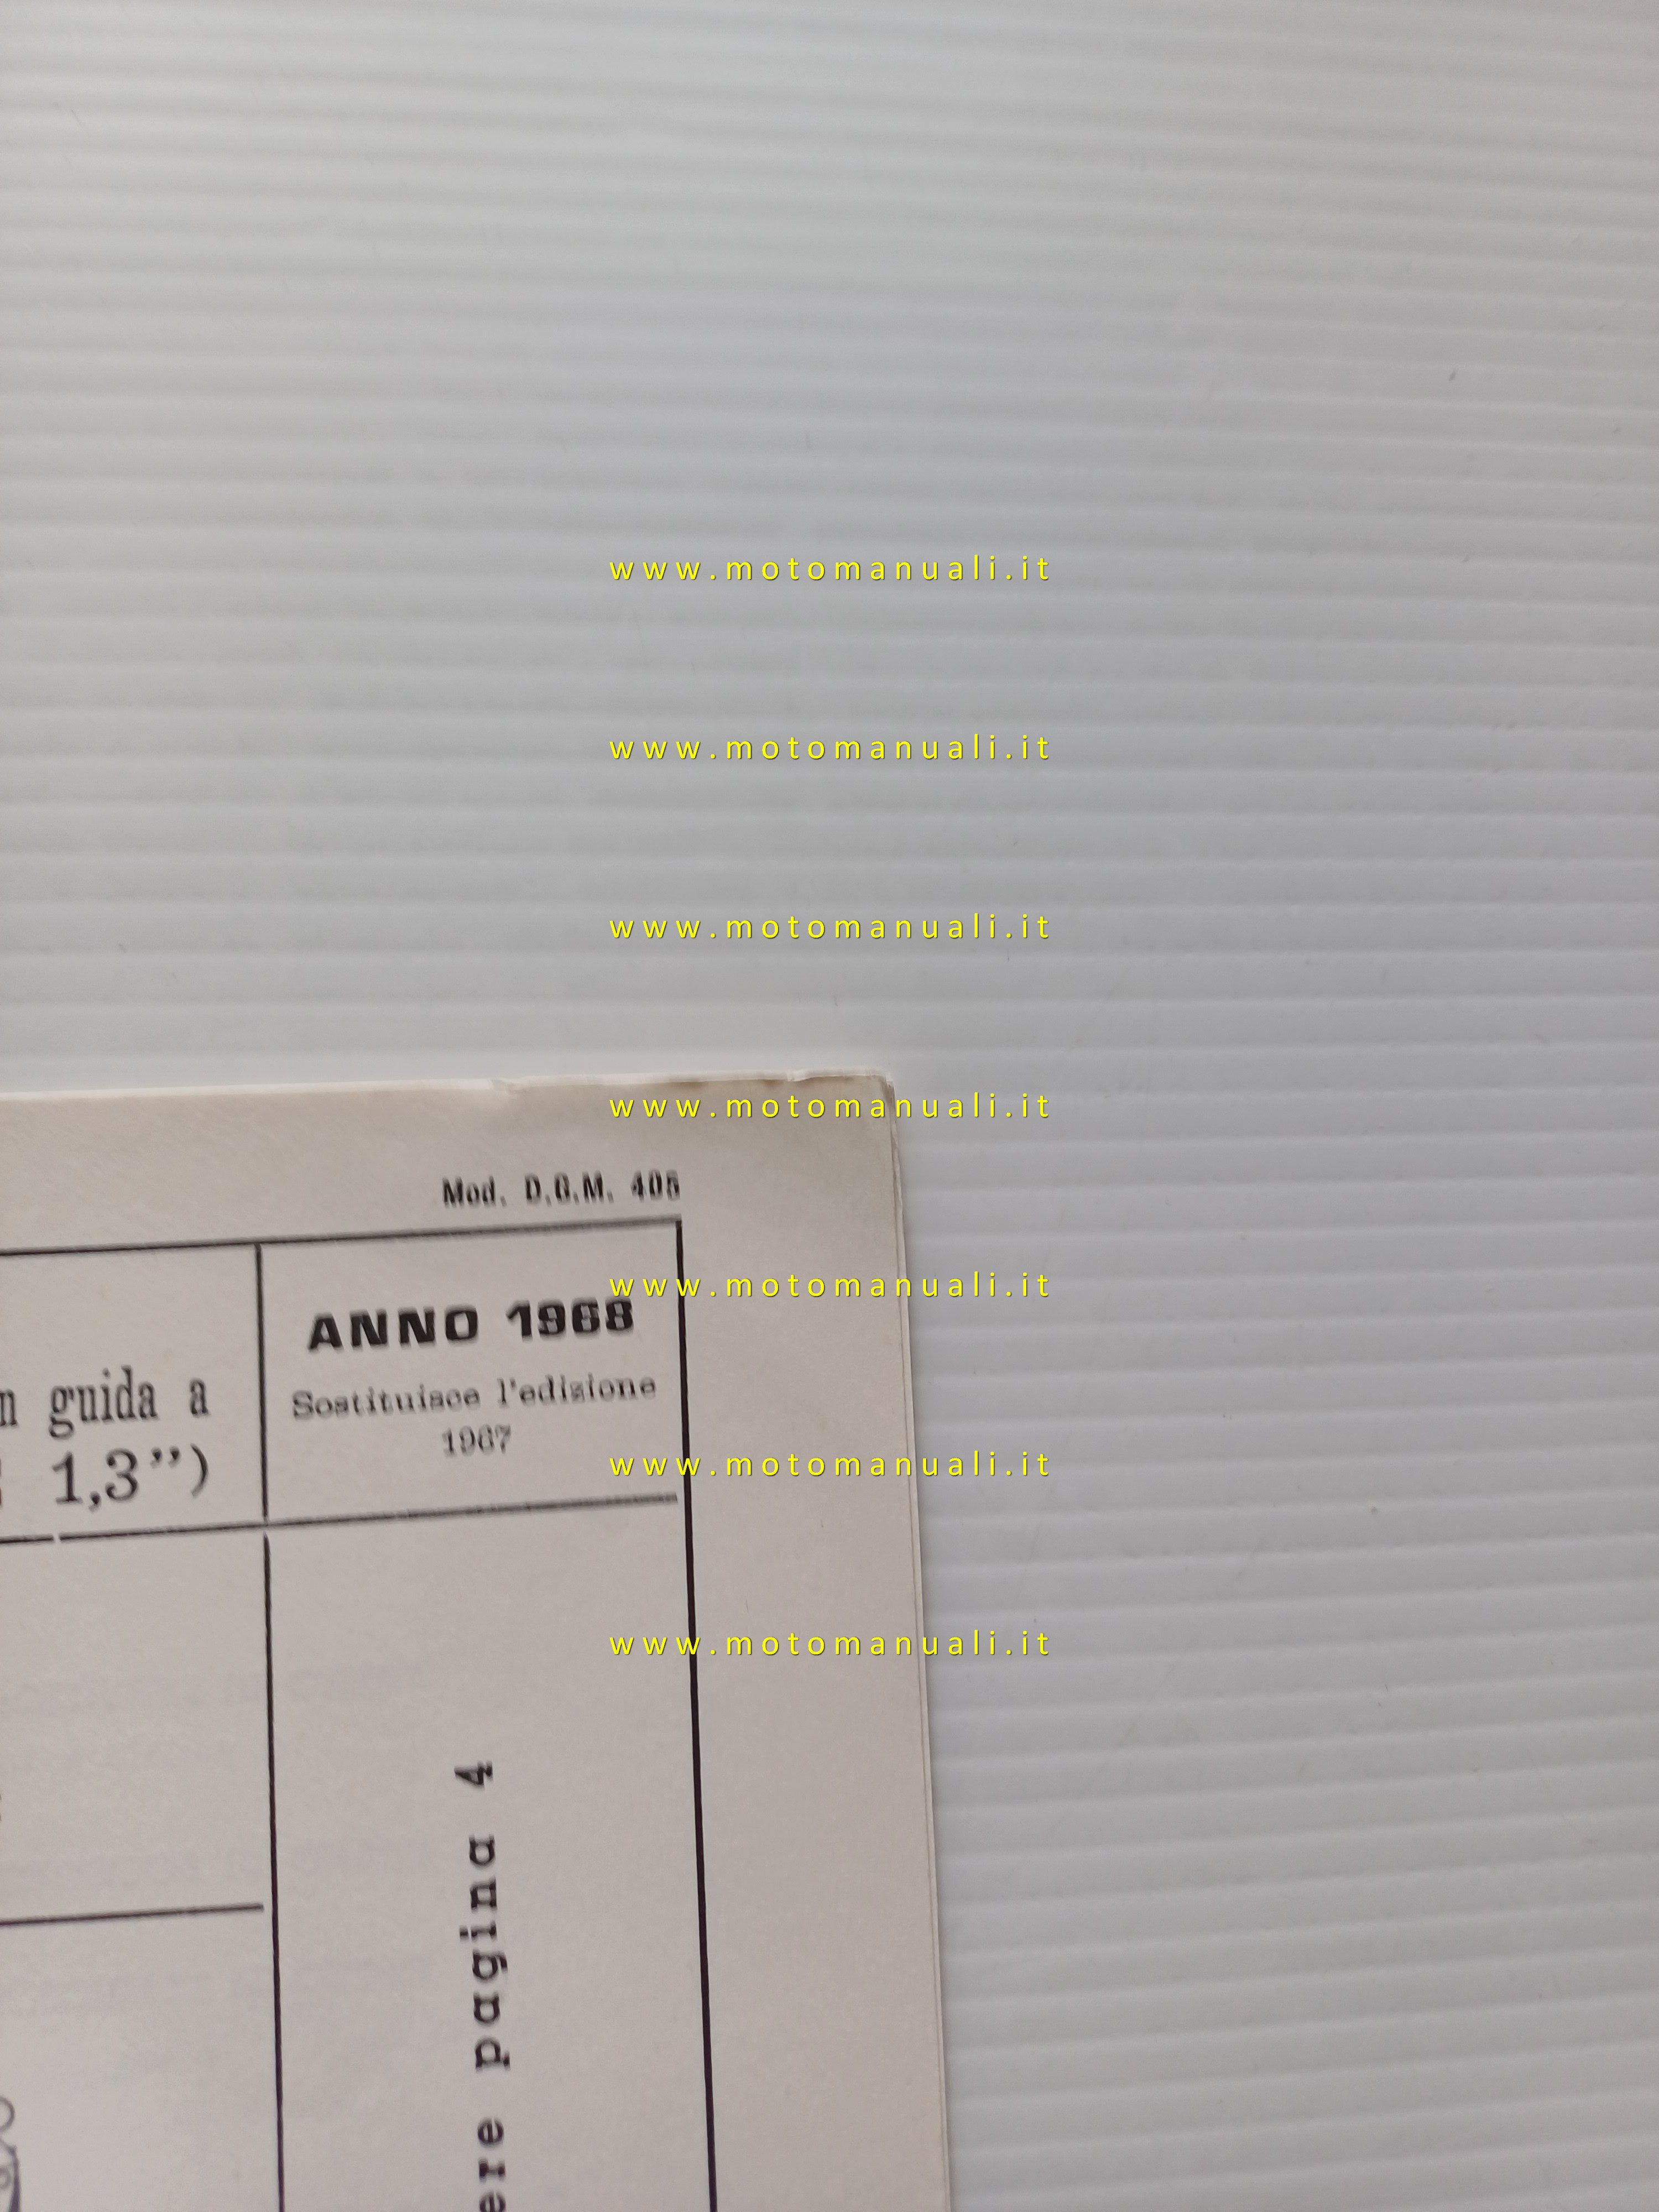 www.motomanuali.it
www.motomanuali.it
www.motomanuali.it
www.motomanuali.it
Mod. D.G.M. 405
www.motomanuali.it
ANNO 1968
Sostituisce l'edizione
1967
n guida a
1,3")
www.motomanuali.it
www.motomanuali.it
ere pagina 4